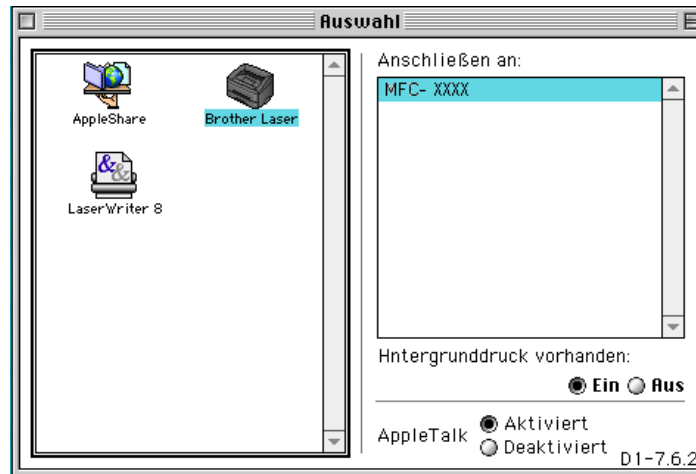 Auswahl
AppleShare
Brother Laser
LaserWriter 8
Anschließen an:
MFC- XXXX
Hntergrunddruck vorhanden:
Ein Aus
AppleTalk Aktiviert
Deaktiviert
D1-7.6.2